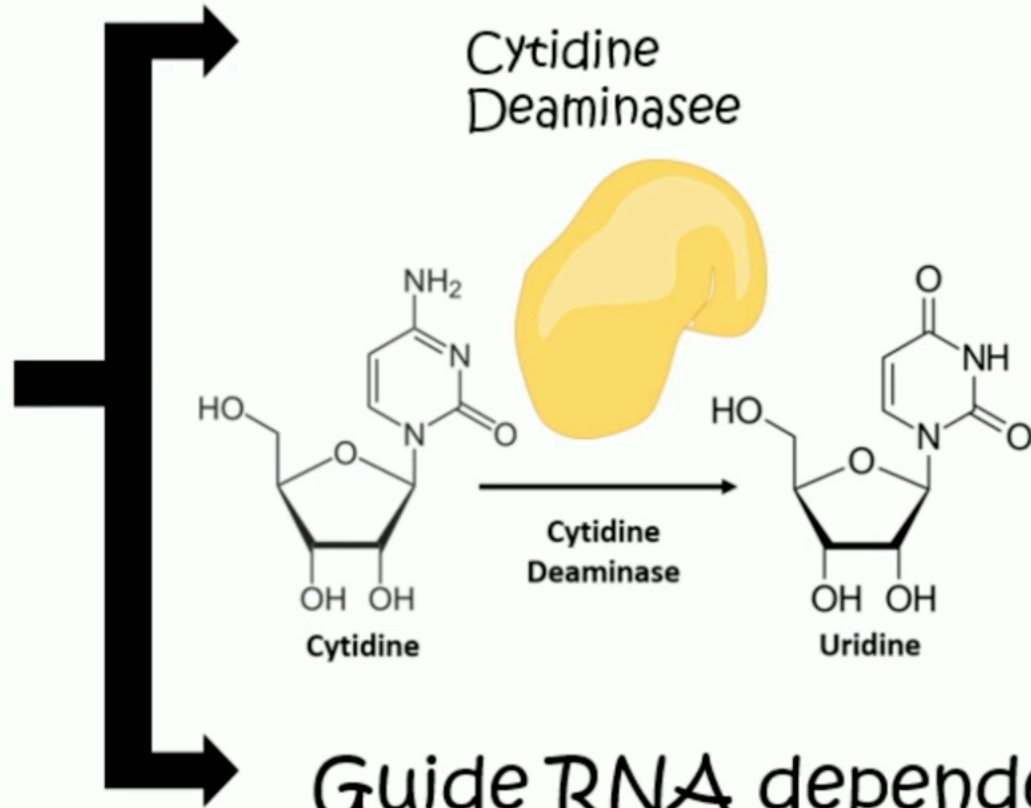 Cytidine
Deaminasee
NH₂
N
HO
N
O
O
OH OH
Cytidine
Cytidine
Deaminase
O
NH
HO
N
O
O
OH OH
Uridine
Guide RNA depend